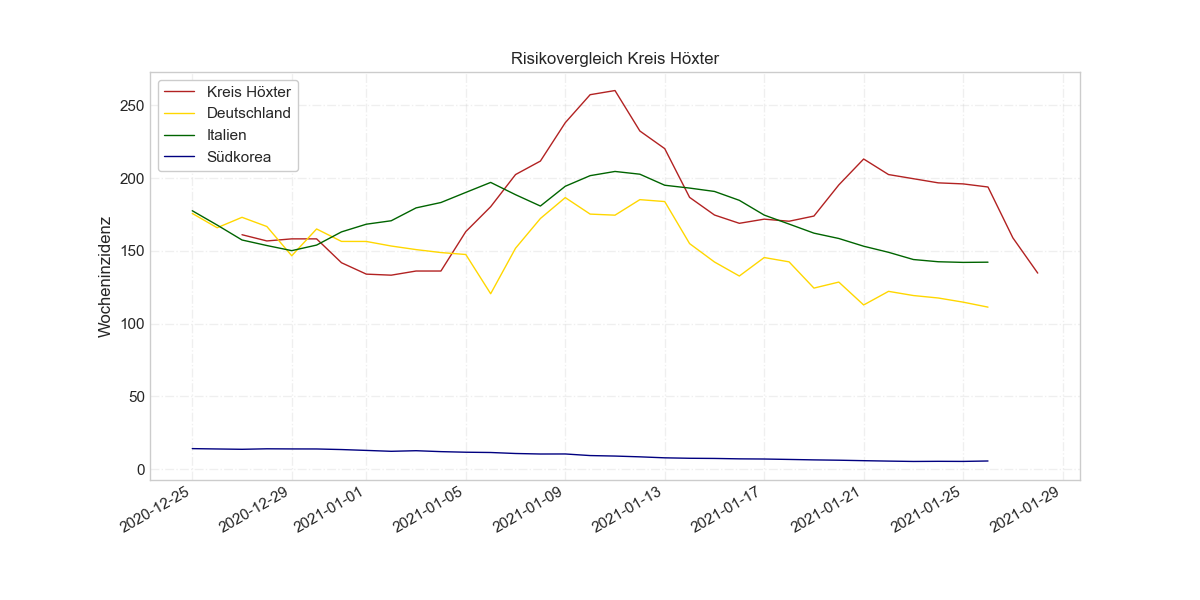 Risikovergleich Kreis Höxter
Kreis Höxter
Deutschland
Italien
Südkorea
Wocheninzidenz
250
200
150
100
50
0
2020-12-25
2020-12-29
2021-01-01
2021-01-05
2021-01-09
2021-01-13
2021-01-17
2021-01-21
2021-01-25
2021-01-29